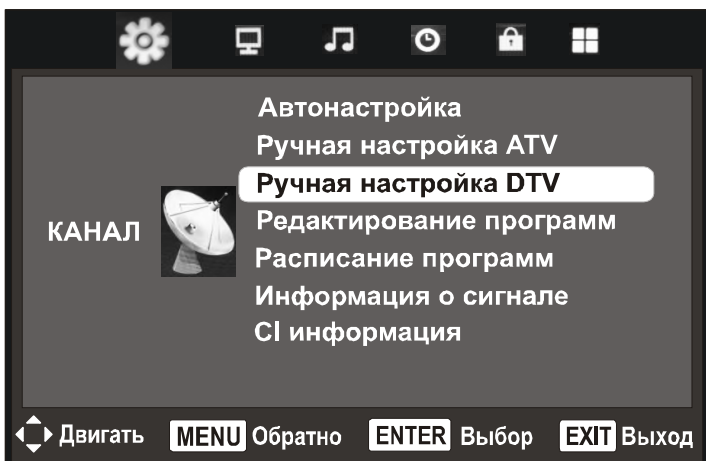 Автонастройка
Ручная настройка ATV
Ручная настройка DTV
КАНАЛ
Редактирование программ
Расписание программ
Информация о сигнале
CI информация
Двигать MENU Обратно ENTER Выбор EXIT Выход